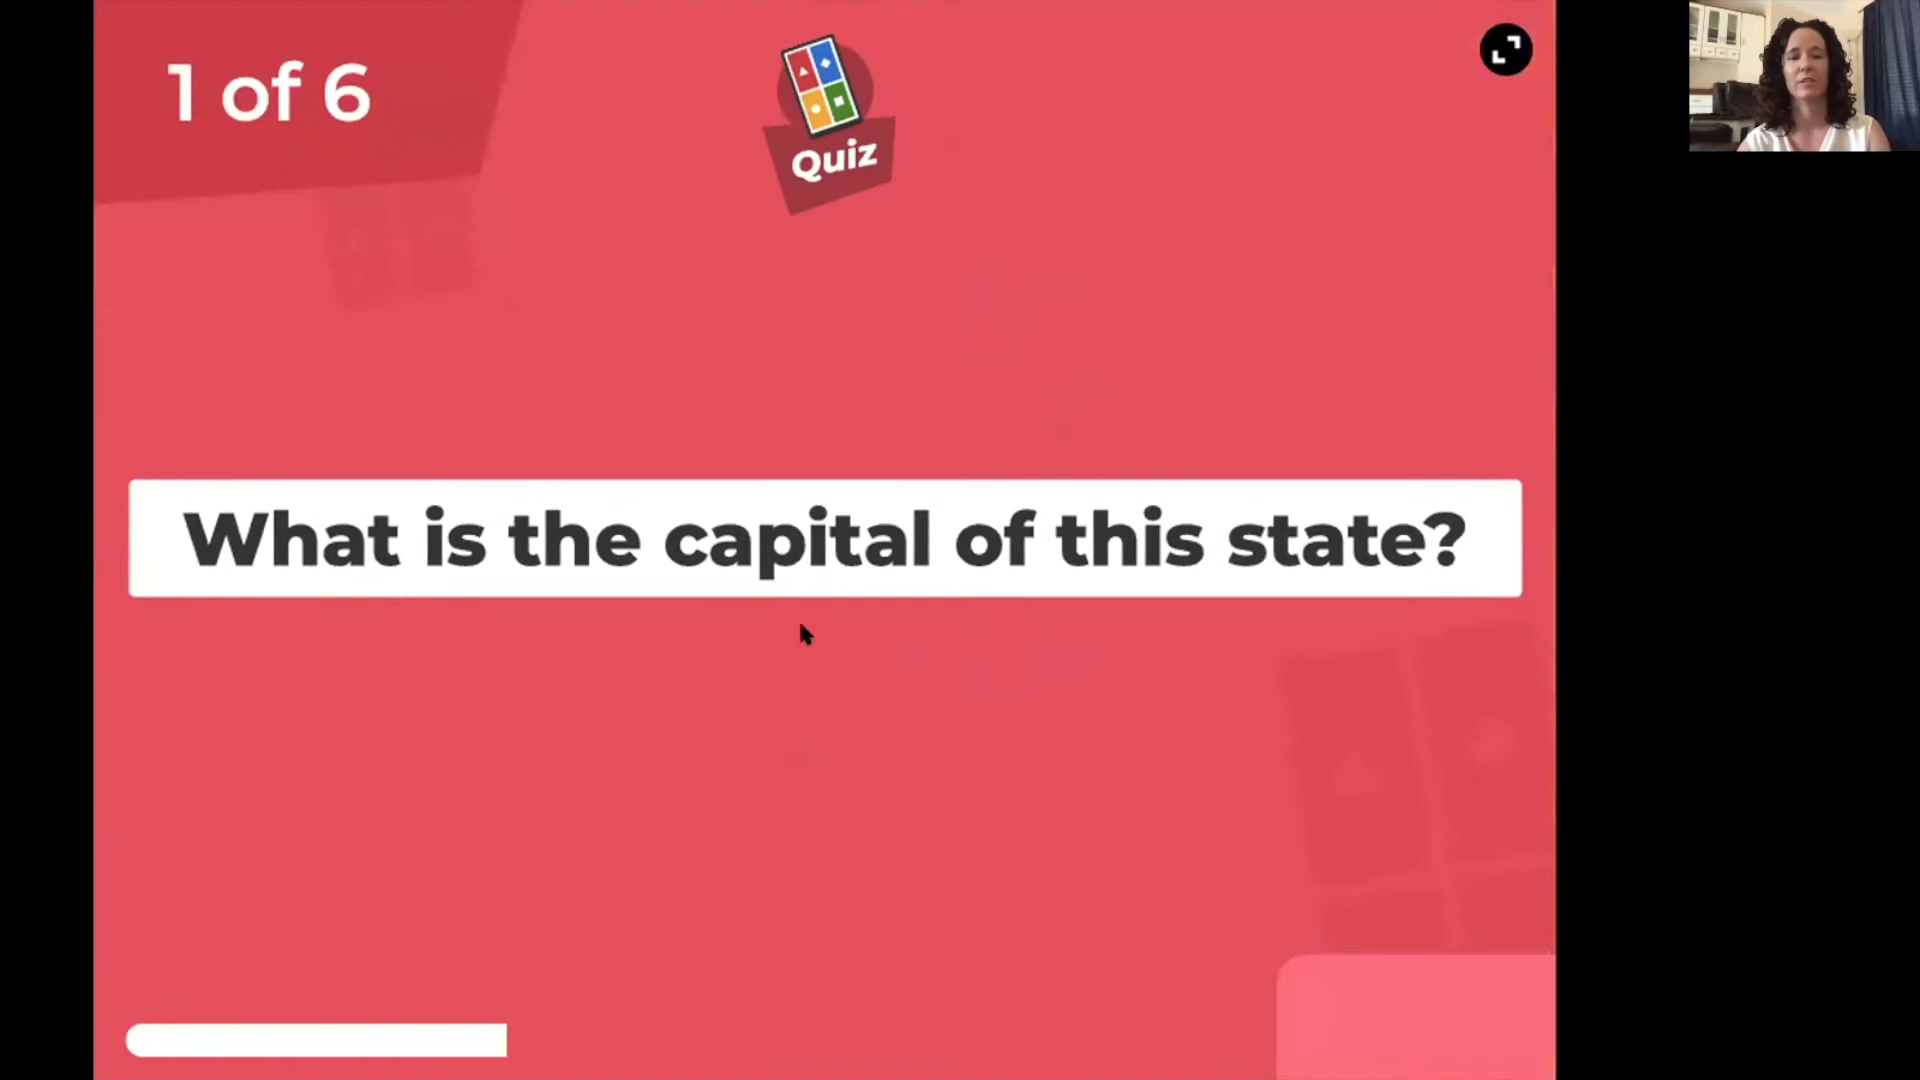 1 of 6
Quiz
What is the capital of this state?